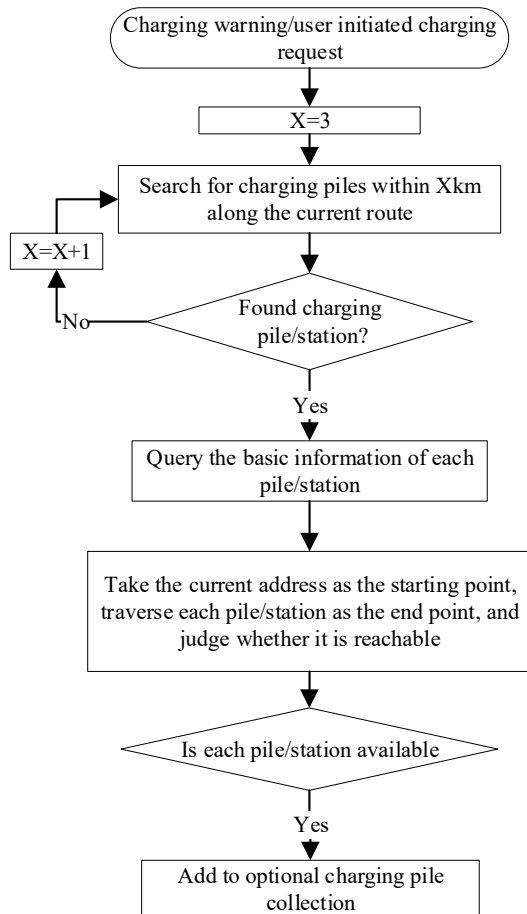 Charging warning/user initiated charging
request
X=3
Search for charging piles within Xkm
along the current route
X=X+1
Found charging
pile/station?
No
Yes
Query the basic information of each
pile/station
Take the current address as the starting point,
traverse each pile/station as the end point, and
judge whether it is reachable
Is each pile/station available
Yes
Add to optional charging pile
collection